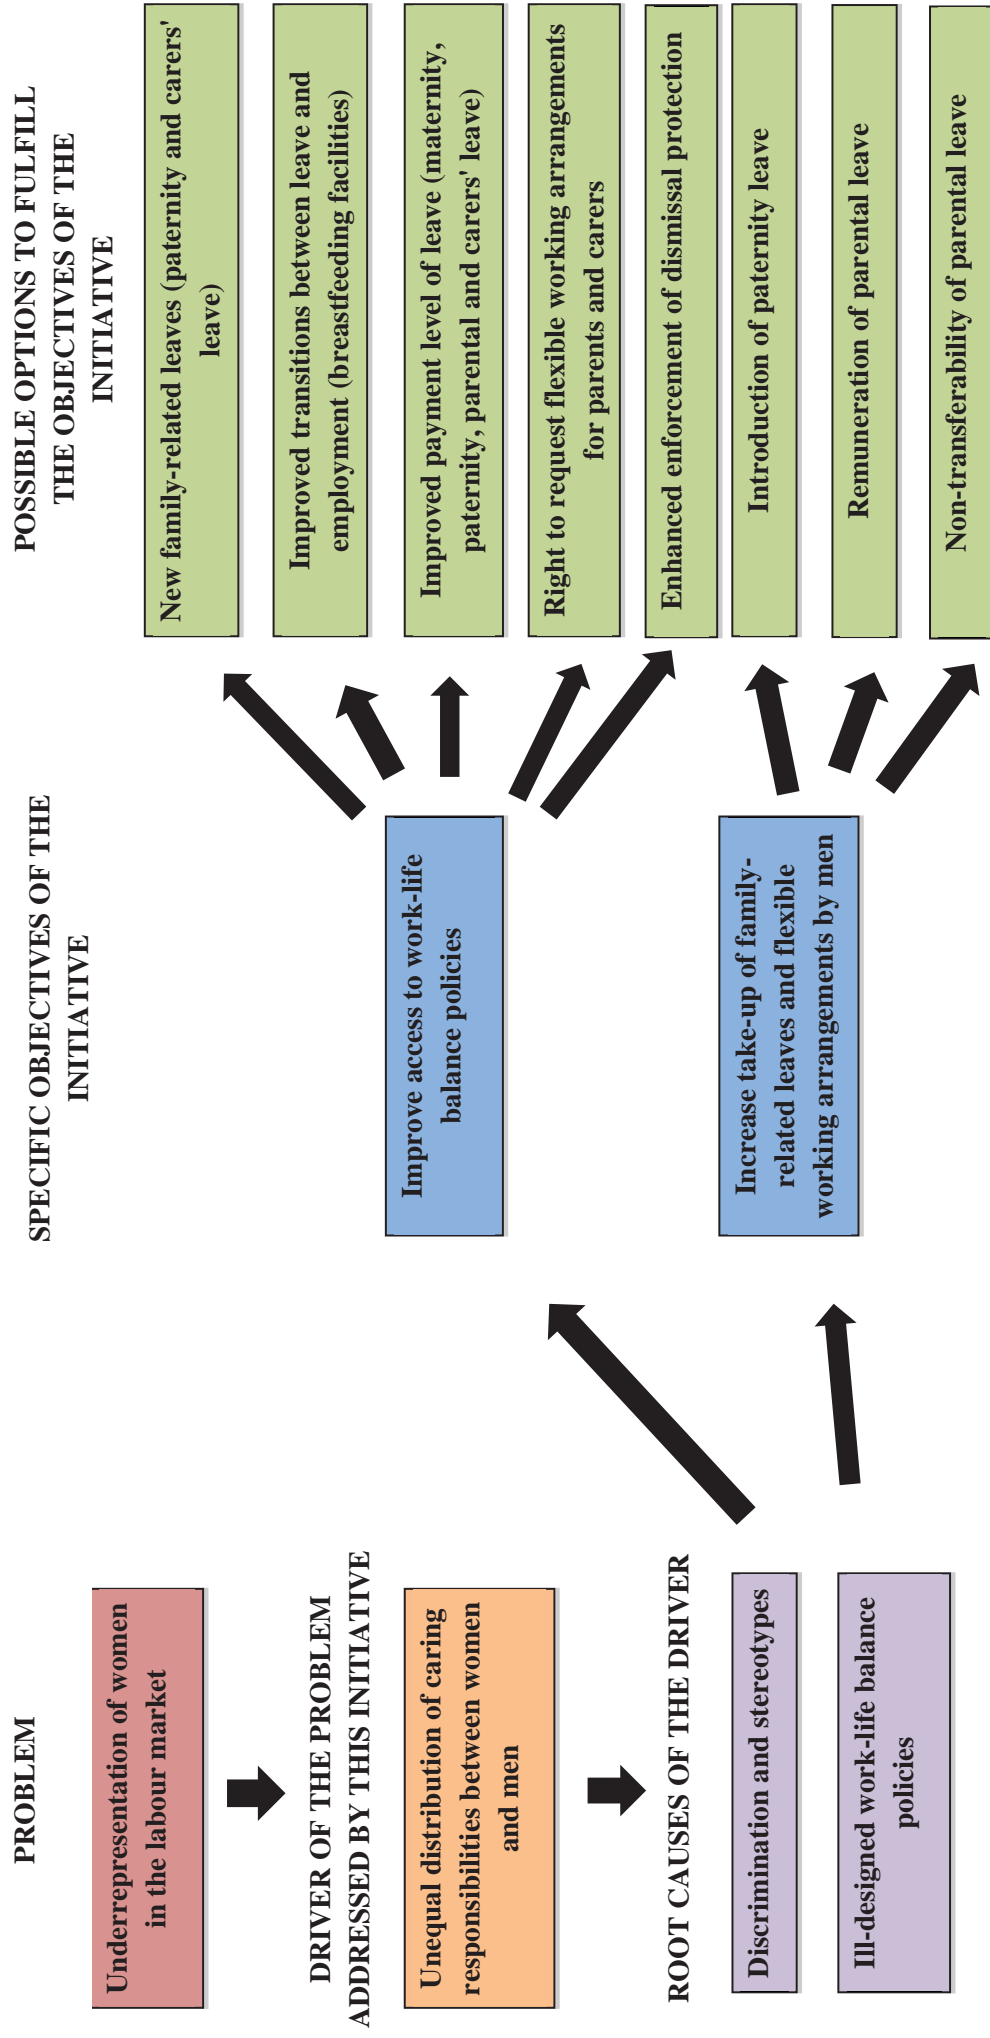 PROBLEM
Underrepresentation of women
in the labour market
DRIVER OF THE PROBLEM
ADDRESSED BY THIS INITIATIVE
Unequal distribution of caring
responsibilities between women
and men
ROOT CAUSES OF THE DRIVER
Discrimination and stereotypes
Ill-designed work-life balance
policies
SPECIFIC OBJECTIVES OF THE
INITIATIVE
Improve access to work-life
balance policies
Increase take-up of family-
related leaves and flexible
working arrangements by men
POSSIBLE OPTIONS TO FULFILL
THE OBJECTIVES OF THE
INITIATIVE
New family-related leaves (paternity and carers'
leave)
Improved transitions between leave and
employment (breastfeeding facilities)
Improved payment level of leave (maternity,
paternity, parental and carers' leave)
Right to request flexible working arrangements
for parents and carers
Enhanced enforcement of dismissal protection
Introduction of paternity leave
Remuneration of parental leave
Non-transferability of parental leave